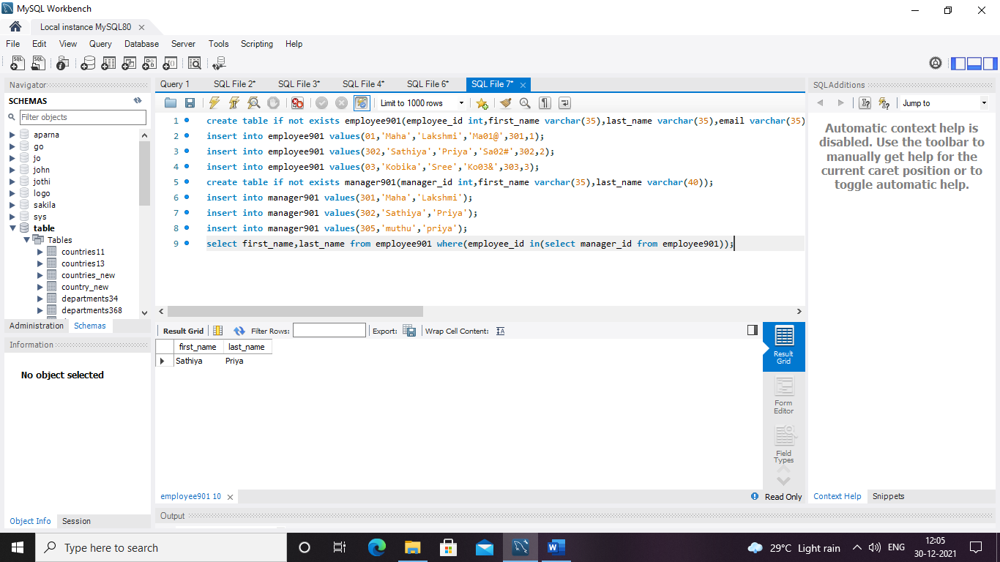 MySQL Workbench
Local instance MySQL80
File Edit View Query Database Server Tools Scripting Help
Navigator
SCHEMAS
Filter objects
aparna
go
jo
john
jothi
logo
sakila
sys
table
Tables
countries11
countries13
countries_new
country_new
departments34
departments368
Administration Schemas
Information
No object selected
Object Info Session
Query 1 SQL File 2* SQL File 3* SQL File 4* SQL File 6* SQL File 7*
Limit to 1000 rows
1 create table if not exists employee901(employee_id int,first_name varchar(35),last_name varchar(35),email varchar(35)
2 insert into employee901 values(01,'Maha','Lakshmi','Ma01@',301,1);
3 insert into employee901 values(302,'Sathiya','Priya','Sa02#',302,2);
4 insert into employee901 values(03,'Kobika','Sree','Ko03&',303,3);
5 create table if not exists manager901(manager_id int,first_name varchar(35),last_name varchar(40));
6 insert into manager901 values(301,'Maha','Lakshmi');
7 insert into manager901 values(302,'Sathiya','Priya');
8 insert into manager901 values(305,'muthu','priya');
9 select first_name,last_name from employee901 where(employee_id in(select manager_id from employee901));
Result Grid Filter Rows: Export: Wrap Cell Content:
first_name last_name
Sathiya Priya
Result
Grid
Form
Editor
Field
Types
employee901 10
Read Only
Output
SQLAdditions
Jump to
Automatic context help is
disabled. Use the toolbar to
manually get help for the
current caret position or to
toggle automatic help.
Context Help Snippets
Type here to search
29°C Light rain
ENG
12:05
30-12-2021